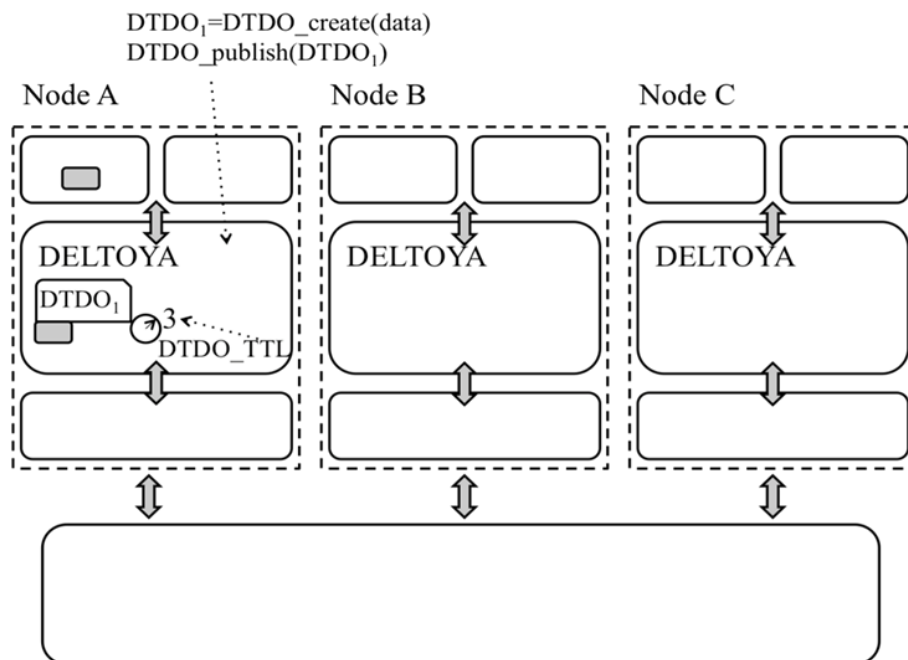 DTDO₁=DTDO_create(data)
DTDO_publish(DTDO₁)
Node A
Node B
Node C
DELTOYA
DELTOYA
DELTOYA
DTDO₁
3
DTDO_TTL